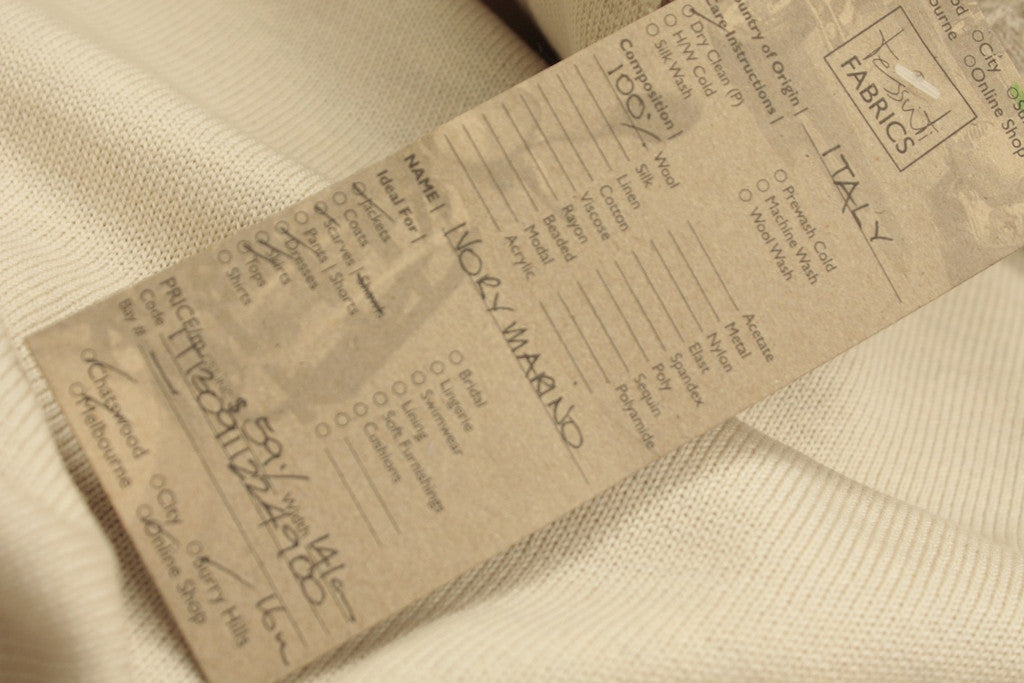 Tessuti
FABRICS
City
Online Shop
Country of Origin | ITALY
Care Instructions |
Dry Clean (P)
H/W Cold
Silk Wash
Prewash Cold
Machine Wash
Wool Wash
Composition |
100% Wool
Silk
Linen
Cotton
Viscose
Rayon
Beaded
Modal
Acrylic
Acetate
Metal
Nylon
Elast
Spandex
Poly
Sequin
Polyamide
NAME | IVORY MARINO
Ideal For |
Jackets
Coats
Scarves
Pants | Shorts
Dresses
Skirts
Tops
Shirts
Bridal
Lingerie
Swimwear
Lining
Soft Furnishings
Cushions
PRICE/m $ 59 Width
Code
Bay #
Chatswood
Melbourne
City
Online Shop
Surry Hills